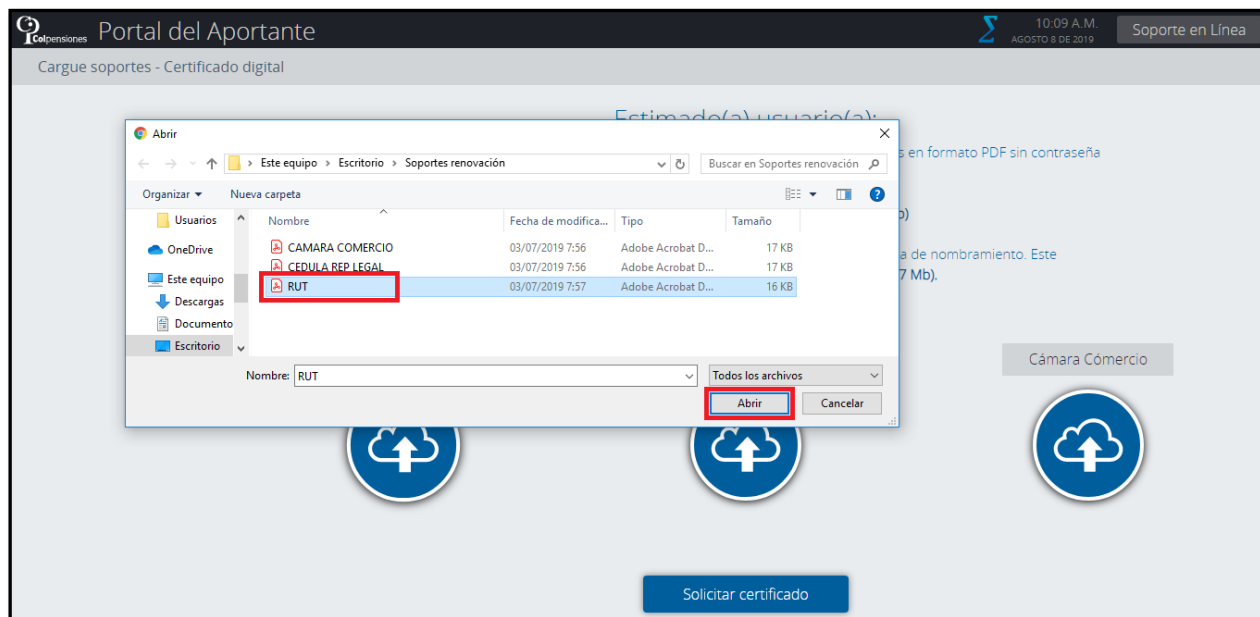 Colpensiones Portal del Aportante
10:09 A.M.
AGOSTO 8 DE 2019
Soporte en Línea
Cargue soportes - Certificado digital
Estimado(a) usuario(a):
Abrir
Este equipo > Escritorio > Soportes renovación
Buscar en Soportes renovación
s en formato PDF sin contraseña
Organizar
Nueva carpeta
Usuarios
OneDrive
Este equipo
Descargas
Documento
Escritorio
Nombre Fecha de modifica... Tipo Tamaño
CAMARA COMERCIO 03/07/2019 7:56 Adobe Acrobat D... 17 KB
CEDULA REP LEGAL 03/07/2019 7:56 Adobe Acrobat D... 17 KB
RUT 03/07/2019 7:57 Adobe Acrobat D... 16 KB
a de nombramiento. Este
7 Mb).
Nombre: RUT
Todos los archivos
Abrir
Cancelar
Cámara Cómercio
Solicitar certificado